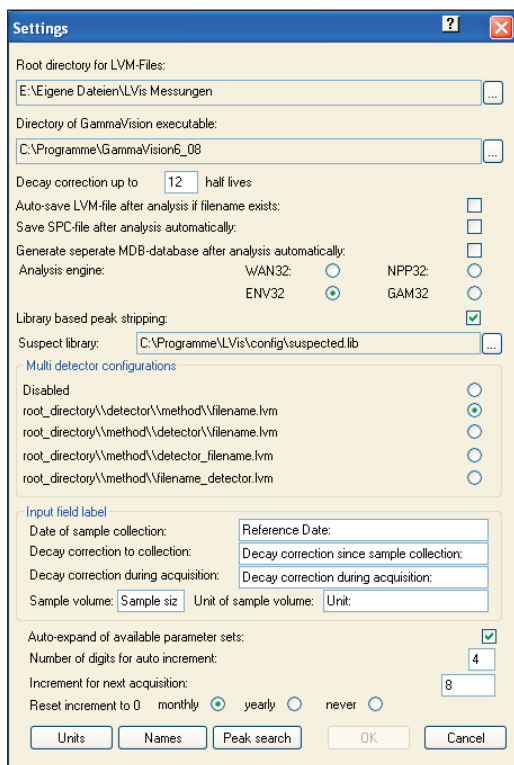 Settings ?
Root directory for LVM-Files:
E:\Eigene Dateien\LVis Messungen ...
Directory of GammaVision executable:
C:\Programme\GammaVision6_08 ...
Decay correction up to 12 half lives
Auto-save LVM-file after analysis if filename exists:
Save SPC-file after analysis automatically:
Generate seperate MDB-database after analysis automatically:
Analysis engine: WAN32: NPP32:
ENV32 GAM32
Library based peak stripping:
Suspect library: C:\Programme\LVis\config\suspected.lib ...
Multi detector configurations
Disabled
root_directory\\detector\\method\\filename.lvm
root_directory\\method\\detector\\filename.lvm
root_directory\\method\\detector_filename.lvm
root_directory\\method\\filename_detector.lvm
Input field label
Date of sample collection: Reference Date:
Decay correction to collection: Decay correction since sample collection:
Decay correction during acquisition: Decay correction during acquisition:
Sample volume: Sample siz Unit of sample volume: Unit:
Auto-expand of available parameter sets:
Number of digits for auto increment: 4
Increment for next acquisition: 8
Reset increment to 0 monthly yearly never
Units Names Peak search OK Cancel